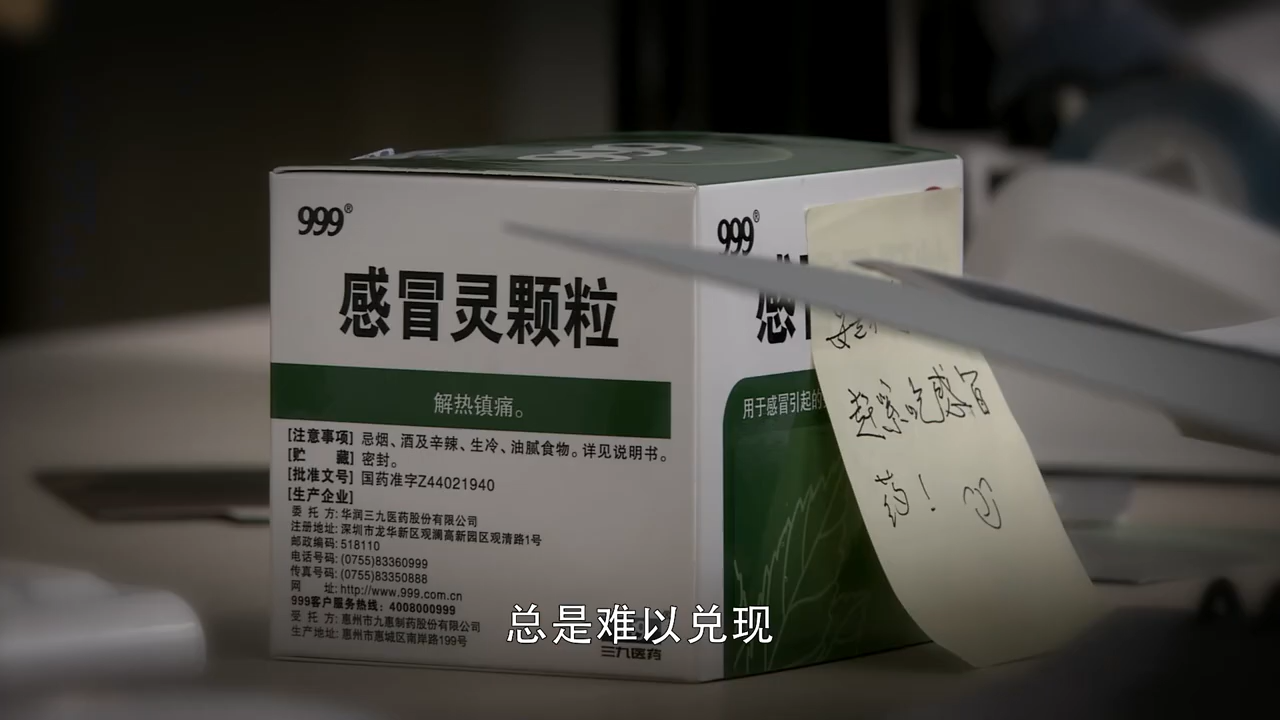 999
999®
感冒灵颗粒
解热镇痛。
[注意事项] 忌烟、酒及辛辣、生冷、油腻食物。详见说明书。
[贮 藏] 密封。
[批准文号] 国药准字Z44021940
[生产企业]
委 托 方: 华润三九医药股份有限公司
注册地址: 深圳市龙华新区观澜高新园区观清路1号
邮政编码: 518110
电话号码: (0755)83360999
传真号码: (0755)83350888
网 址: http://www.999.com.cn
999客户服务热线: 4008000999
受 托 方: 惠州市九惠制药股份有限公司
生产地址: 惠州市惠城区南岸路199号
三九医药
999®
感
用于感冒引起的
赶紧吃感冒
药!
总是难以兑现